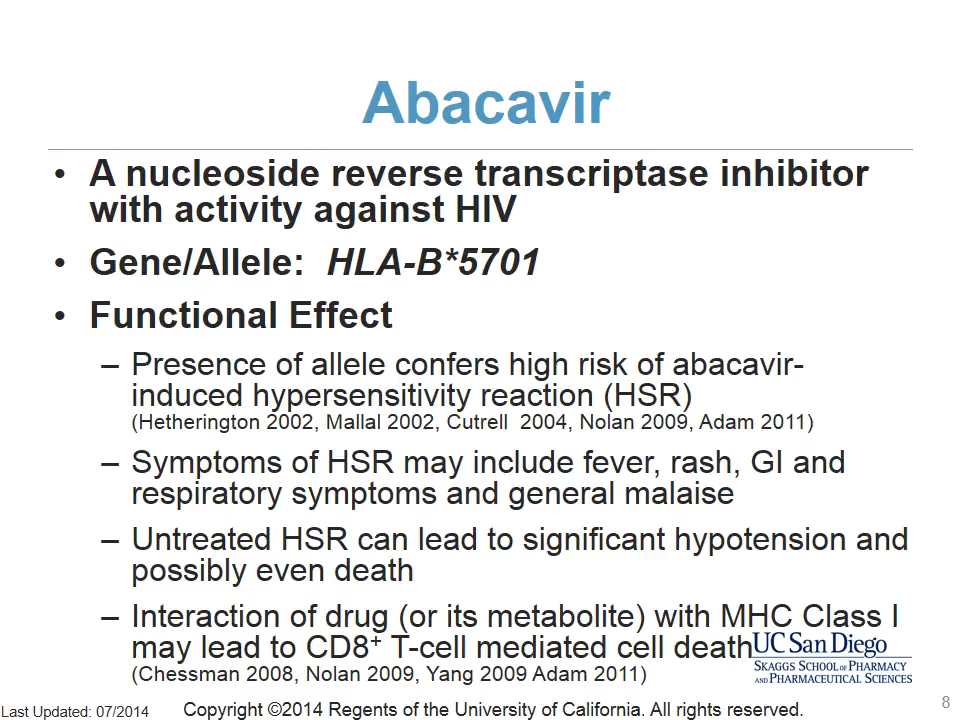 Abacavir
• A nucleoside reverse transcriptase inhibitor
with activity against HIV
• Gene/Allele: HLA-B*5701
• Functional Effect
– Presence of allele confers high risk of abacavir-
induced hypersensitivity reaction (HSR)
(Hetherington 2002, Mallal 2002, Cutrell 2004, Nolan 2009, Adam 2011)
– Symptoms of HSR may include fever, rash, GI and
respiratory symptoms and general malaise
– Untreated HSR can lead to significant hypotension and
possibly even death
– Interaction of drug (or its metabolite) with MHC Class I
may lead to CD8⁺ T-cell mediated cell death
(Chessman 2008, Nolan 2009, Yang 2009 Adam 2011)
UC San Diego
SKAGGS SCHOOL OF PHARMACY
AND PHARMACEUTICAL SCIENCES
Last Updated: 07/2014
Copyright ©2014 Regents of the University of California. All rights reserved.
8